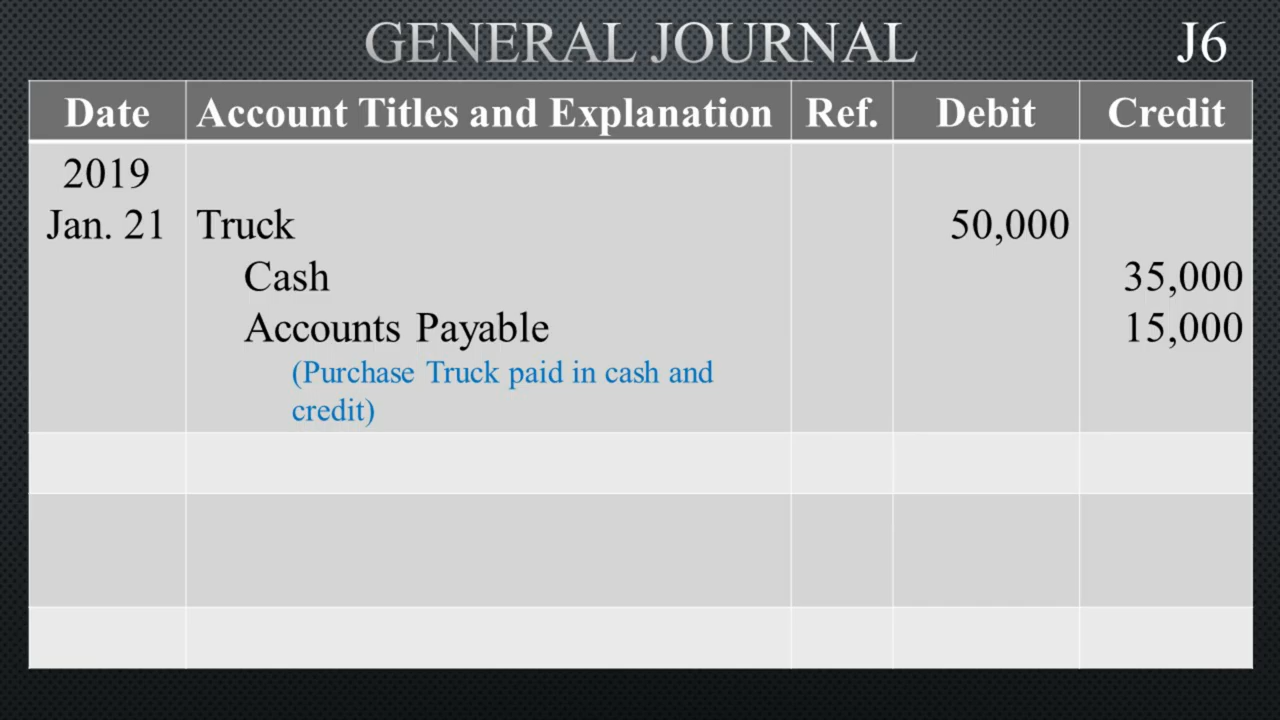 GENERAL JOURNAL J6
Date Account Titles and Explanation Ref. Debit Credit
2019
Jan. 21 Truck 50,000
Cash 35,000
Accounts Payable 15,000
(Purchase Truck paid in cash and
credit)